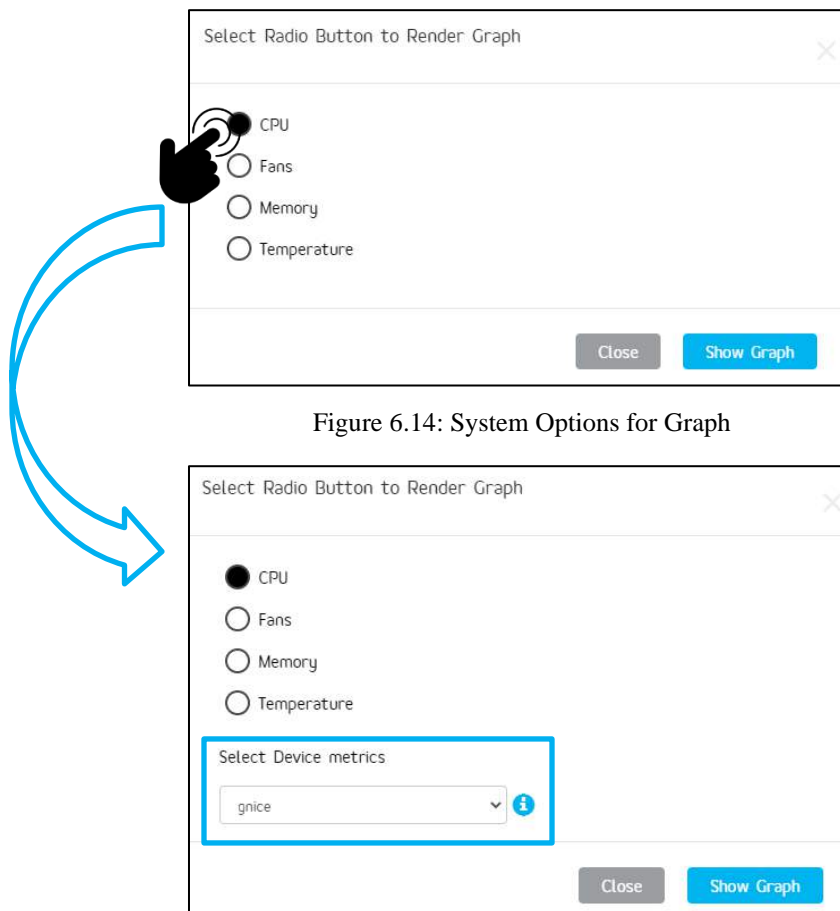 Select Radio Button to Render Graph
CPU
Fans
Memory
Temperature
Close Show Graph
Figure 6.14: System Options for Graph
Select Radio Button to Render Graph
CPU
Fans
Memory
Temperature
Select Device metrics
gnice
Close Show Graph